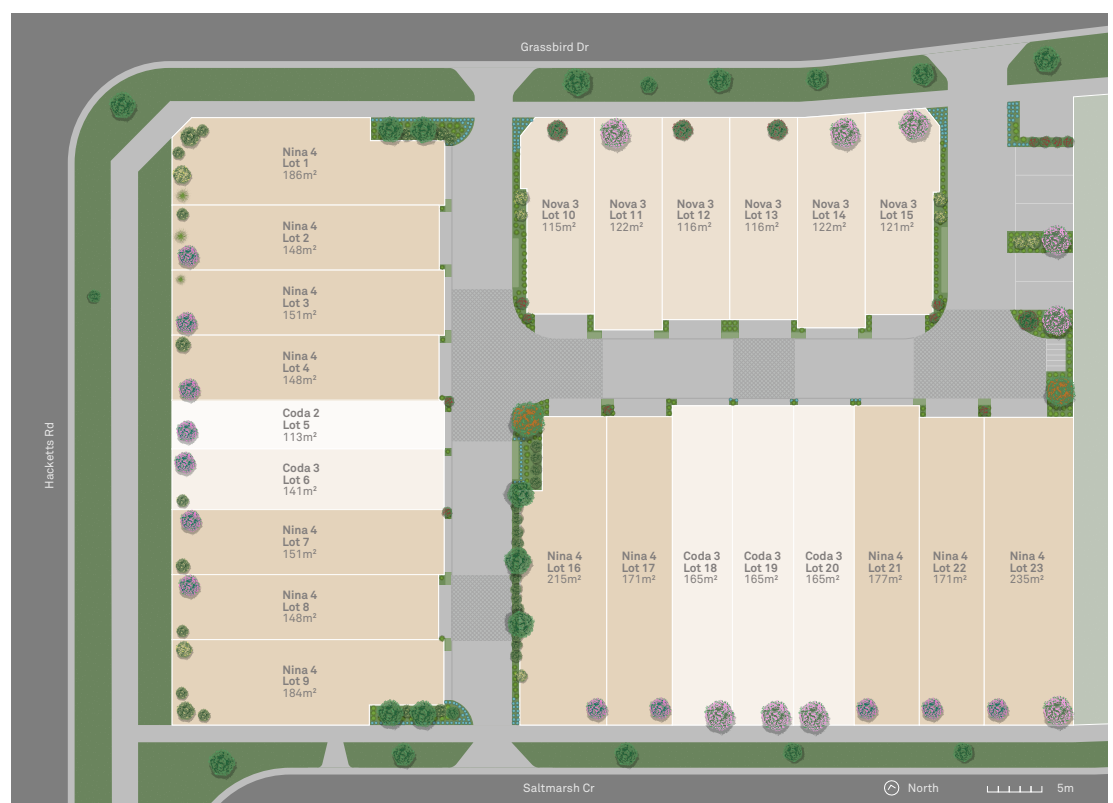 Grassbird Dr
Hacketts Rd
Nina 4
Lot 1
186m²
Nina 4
Lot 2
148m²
Nina 4
Lot 3
151m²
Nina 4
Lot 4
148m²
Coda 2
Lot 5
113m²
Coda 3
Lot 6
141m²
Nina 4
Lot 7
151m²
Nina 4
Lot 8
148m²
Nina 4
Lot 9
184m²
Nova 3
Lot 10
115m²
Nova 3
Lot 11
122m²
Nova 3
Lot 12
116m²
Nova 3
Lot 13
116m²
Nova 3
Lot 14
122m²
Nova 3
Lot 15
121m²
Nina 4
Lot 16
215m²
Nina 4
Lot 17
171m²
Coda 3
Lot 18
165m²
Coda 3
Lot 19
165m²
Coda 3
Lot 20
165m²
Nina 4
Lot 21
177m²
Nina 4
Lot 22
171m²
Nina 4
Lot 23
235m²
Saltmarsh Cr
North
5m